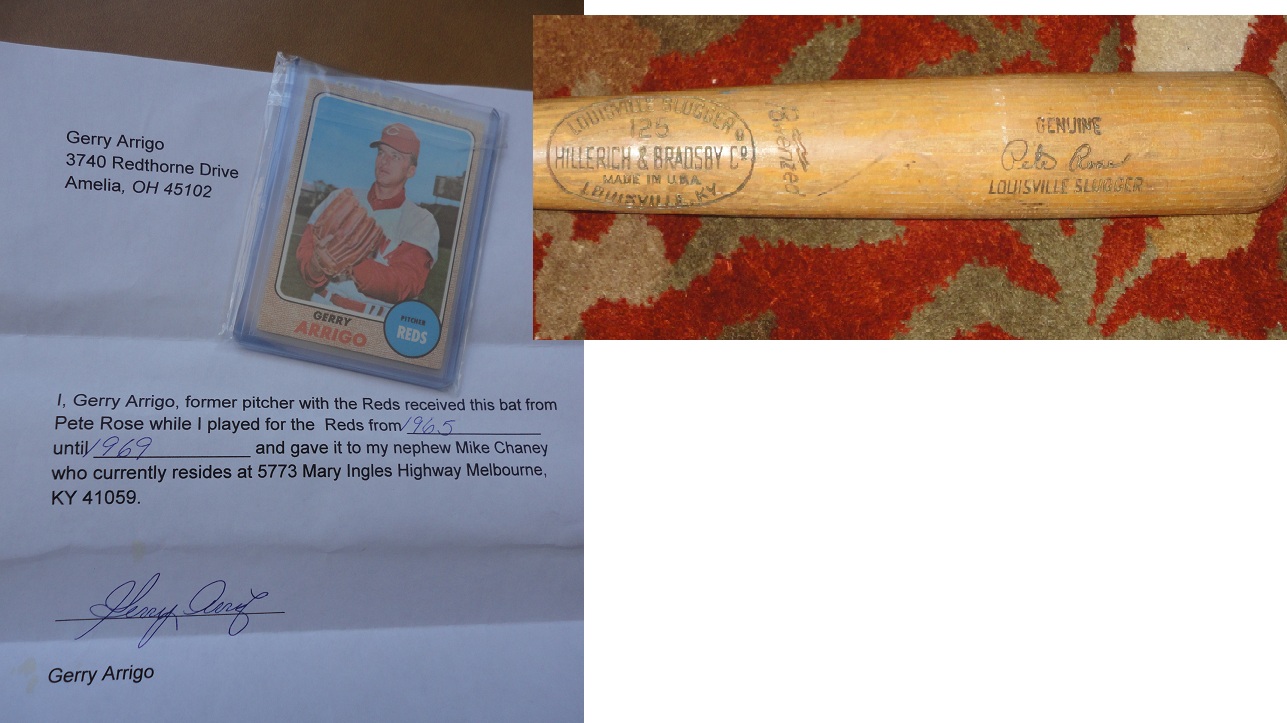 Gerry Arrigo
3740 Redthorne Drive
Amelia, OH 45102
GERRY
ARRIGO
PITCHER
REDS
I, Gerry Arrigo, former pitcher with the Reds received this bat from
Pete Rose while I played for the Reds from 1965
until 1969 and gave it to my nephew Mike Chaney
who currently resides at 5773 Mary Ingles Highway Melbourne,
KY 41059.
Gerry Arrigo
Gerry Arrigo
LOUISVILLE SLUGGER
125
HILLERICH & BRADSBY Co
MADE IN U.S.A.
LOUISVILLE, KY.
GENUINE
Pete Rose
LOUISVILLE SLUGGER